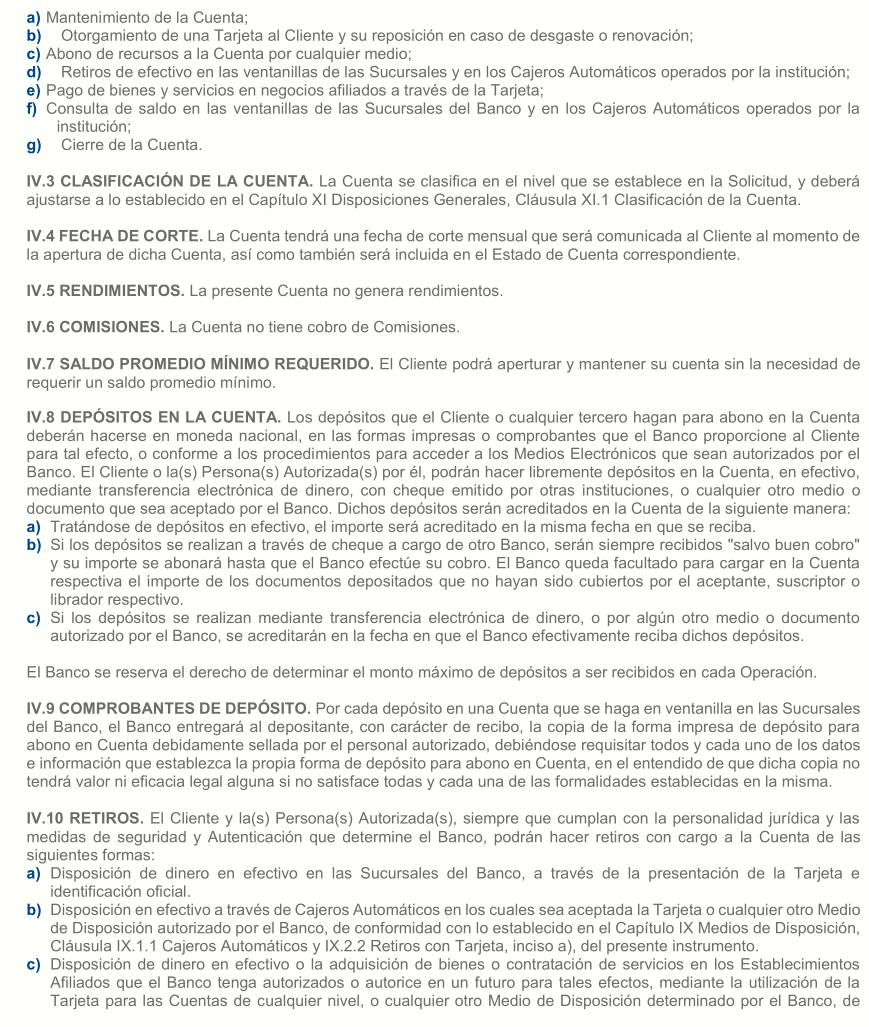 a) Mantenimiento de la Cuenta;
b) Otorgamiento de una Tarjeta al Cliente y su reposición en caso de desgaste o renovación;
c) Abono de recursos a la Cuenta por cualquier medio;
d) Retiros de efectivo en las ventanillas de las Sucursales y en los Cajeros Automáticos operados por la institución;
e) Pago de bienes y servicios en negocios afiliados a través de la Tarjeta;
f) Consulta de saldo en las ventanillas de las Sucursales del Banco y en los Cajeros Automáticos operados por la
institución;
g) Cierre de la Cuenta.
IV.3 CLASIFICACIÓN DE LA CUENTA. La Cuenta se clasifica en el nivel que se establece en la Solicitud, y deberá
ajustarse a lo establecido en el Capítulo XI Disposiciones Generales, Cláusula XI.1 Clasificación de la Cuenta.
IV.4 FECHA DE CORTE. La Cuenta tendrá una fecha de corte mensual que será comunicada al Cliente al momento de
la apertura de dicha Cuenta, así como también será incluida en el Estado de Cuenta correspondiente.
IV.5 RENDIMIENTOS. La presente Cuenta no genera rendimientos.
IV.6 COMISIONES. La Cuenta no tiene cobro de Comisiones.
IV.7 SALDO PROMEDIO MÍNIMO REQUERIDO. El Cliente podrá aperturar y mantener su cuenta sin la necesidad de
requerir un saldo promedio mínimo.
IV.8 DEPÓSITOS EN LA CUENTA. Los depósitos que el Cliente o cualquier tercero hagan para abono en la Cuenta
deberán hacerse en moneda nacional, en las formas impresas o comprobantes que el Banco proporcione al Cliente
para tal efecto, o conforme a los procedimientos para acceder a los Medios Electrónicos que sean autorizados por el
Banco. El Cliente o la(s) Persona(s) Autorizada(s) por él, podrán hacer libremente depósitos en la Cuenta, en efectivo,
mediante transferencia electrónica de dinero, con cheque emitido por otras instituciones, o cualquier otro medio o
documento que sea aceptado por el Banco. Dichos depósitos serán acreditados en la Cuenta de la siguiente manera:
a) Tratándose de depósitos en efectivo, el importe será acreditado en la misma fecha en que se reciba.
b) Si los depósitos se realizan a través de cheque a cargo de otro Banco, serán siempre recibidos "salvo buen cobro"
y su importe se abonará hasta que el Banco efectúe su cobro. El Banco queda facultado para cargar en la Cuenta
respectiva el importe de los documentos depositados que no hayan sido cubiertos por el aceptante, suscriptor o
librador respectivo.
c) Si los depósitos se realizan mediante transferencia electrónica de dinero, o por algún otro medio o documento
autorizado por el Banco, se acreditarán en la fecha en que el Banco efectivamente reciba dichos depósitos.
El Banco se reserva el derecho de determinar el monto máximo de depósitos a ser recibidos en cada Operación.
IV.9 COMPROBANTES DE DEPÓSITO. Por cada depósito en una Cuenta que se haga en ventanilla en las Sucursales
del Banco, el Banco entregará al depositante, con carácter de recibo, la copia de la forma impresa de depósito para
abono en Cuenta debidamente sellada por el personal autorizado, debiéndose requisitar todos y cada uno de los datos
e información que establezca la propia forma de depósito para abono en Cuenta, en el entendido de que dicha copia no
tendrá valor ni eficacia legal alguna si no satisface todas y cada una de las formalidades establecidas en la misma.
IV.10 RETIROS. El Cliente y la(s) Persona(s) Autorizada(s), siempre que cumplan con la personalidad jurídica y las
medidas de seguridad y Autenticación que determine el Banco, podrán hacer retiros con cargo a la Cuenta de las
siguientes formas:
a) Disposición de dinero en efectivo en las Sucursales del Banco, a través de la presentación de la Tarjeta e
identificación oficial.
b) Disposición en efectivo a través de Cajeros Automáticos en los cuales sea aceptada la Tarjeta o cualquier otro Medio
de Disposición autorizado por el Banco, de conformidad con lo establecido en el Capítulo IX Medios de Disposición,
Cláusula IX.1.1 Cajeros Automáticos y IX.2.2 Retiros con Tarjeta, inciso a), del presente instrumento.
c) Disposición de dinero en efectivo o la adquisición de bienes o contratación de servicios en los Establecimientos
Afiliados que el Banco tenga autorizados o autorice en un futuro para tales efectos, mediante la utilización de la
Tarjeta para las Cuentas de cualquier nivel, o cualquier otro Medio de Disposición determinado por el Banco, de